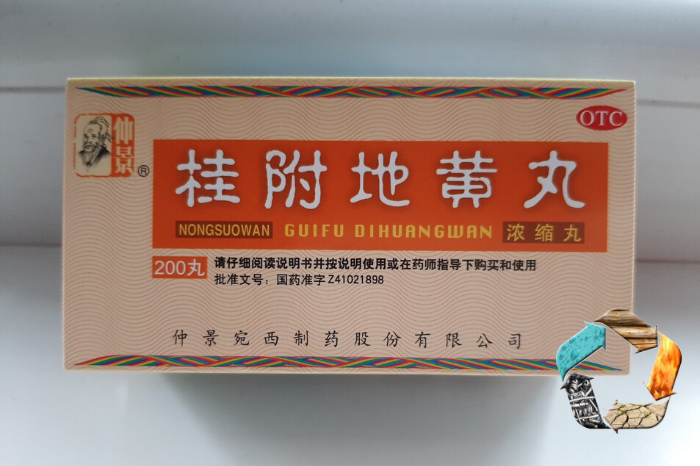 仲景
®
OTC
桂附地黄丸
NONGSUOWAN GUIFU DIHUANGWAN 浓缩丸
200丸
请仔细阅读说明书并按说明使用或在药师指导下购买和使用
批准文号：国药准字Z41021898
仲景宛西制药股份有限公司